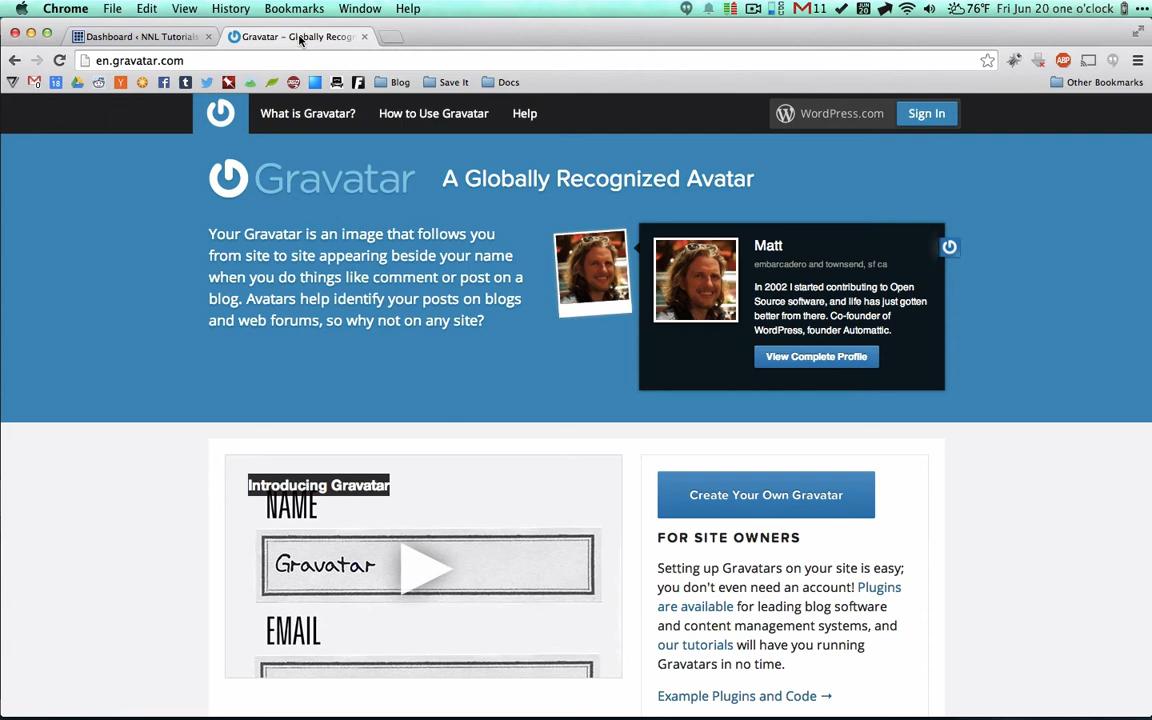 Chrome File Edit View History Bookmarks Window Help 11 JUN 20 76°F Fri Jun 20 one o'clock
Dashboard ‹ NNL Tutorials Gravatar – Globally Recogn
en.gravatar.com ABP
Blog Save It Docs Other Bookmarks
What is Gravatar? How to Use Gravatar Help WordPress.com Sign In
Gravatar A Globally Recognized Avatar
Your Gravatar is an image that follows you
from site to site appearing beside your name
when you do things like comment or post on a
blog. Avatars help identify your posts on blogs
and web forums, so why not on any site?
Matt
embarcadero and townsend, sf ca
In 2002 I started contributing to Open
Source software, and life has just gotten
better from there. Co-founder of
WordPress, founder Automattic.
View Complete Profile
Introducing Gravatar
NAME
Gravatar
EMAIL
Create Your Own Gravatar
FOR SITE OWNERS
Setting up Gravatars on your site is easy;
you don't even need an account! Plugins
are available for leading blog software
and content management systems, and
our tutorials will have you running
Gravatars in no time.
Example Plugins and Code →